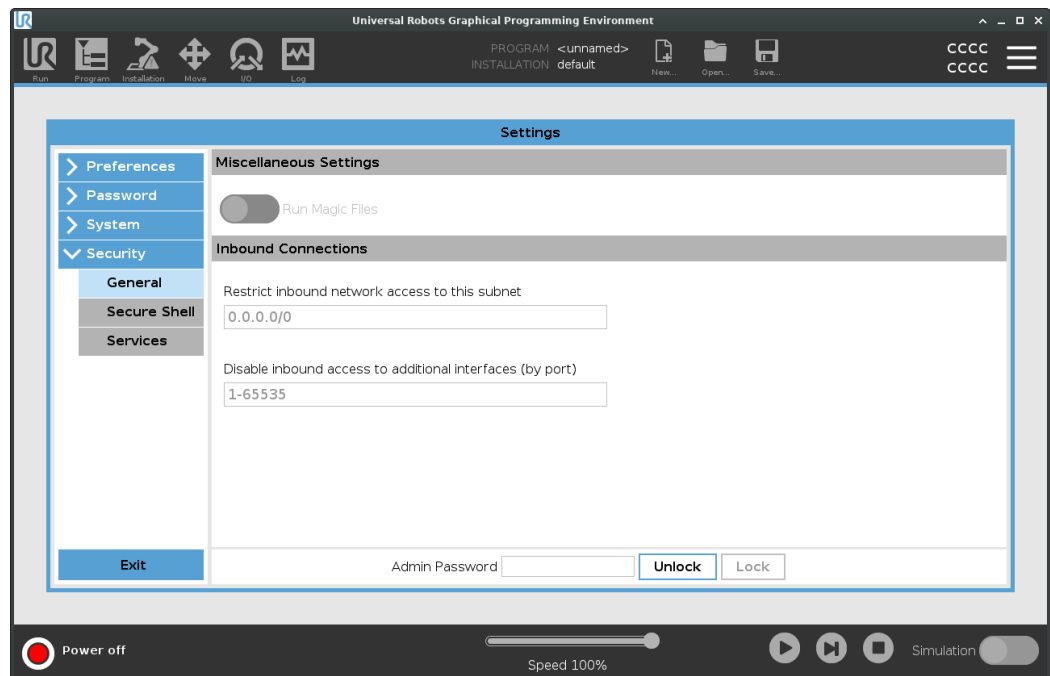 Universal Robots Graphical Programming Environment
Run
Program
Installation
Move
I/O
Log
PROGRAM <unnamed>
INSTALLATION default
New...
Open...
Save...
CCCC
CCCC
Settings
Preferences
Password
System
Security
General
Secure Shell
Services
Exit
Miscellaneous Settings
Run Magic Files
Inbound Connections
Restrict inbound network access to this subnet
0.0.0.0/0
Disable inbound access to additional interfaces (by port)
1-65535
Admin Password
Unlock
Lock
Power off
Speed 100%
Simulation